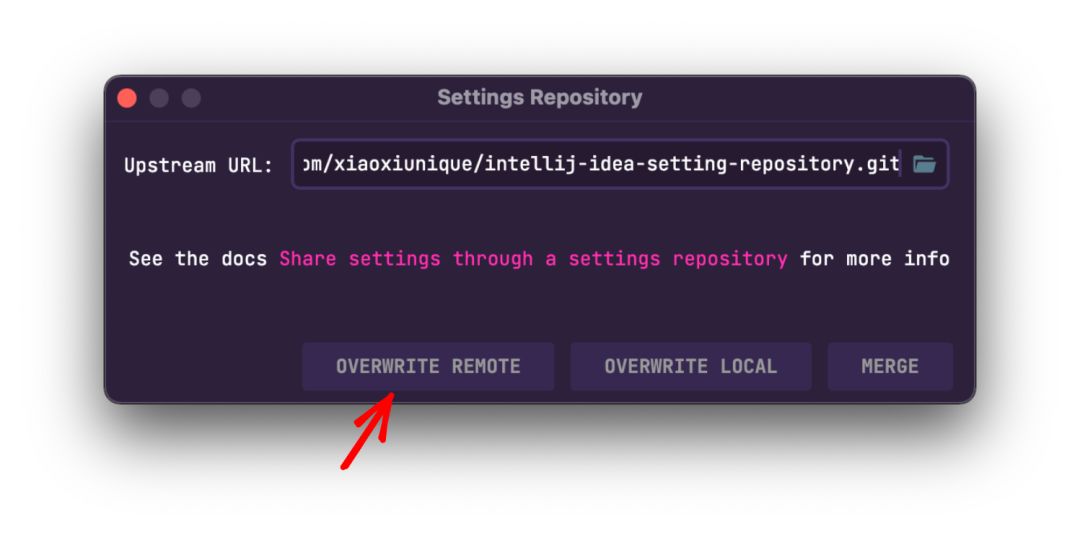 Settings Repository
Upstream URL: om/xiaoxiunique/intellij-idea-setting-repository.git
See the docs Share settings through a settings repository for more info
OVERWRITE REMOTE OVERWRITE LOCAL MERGE